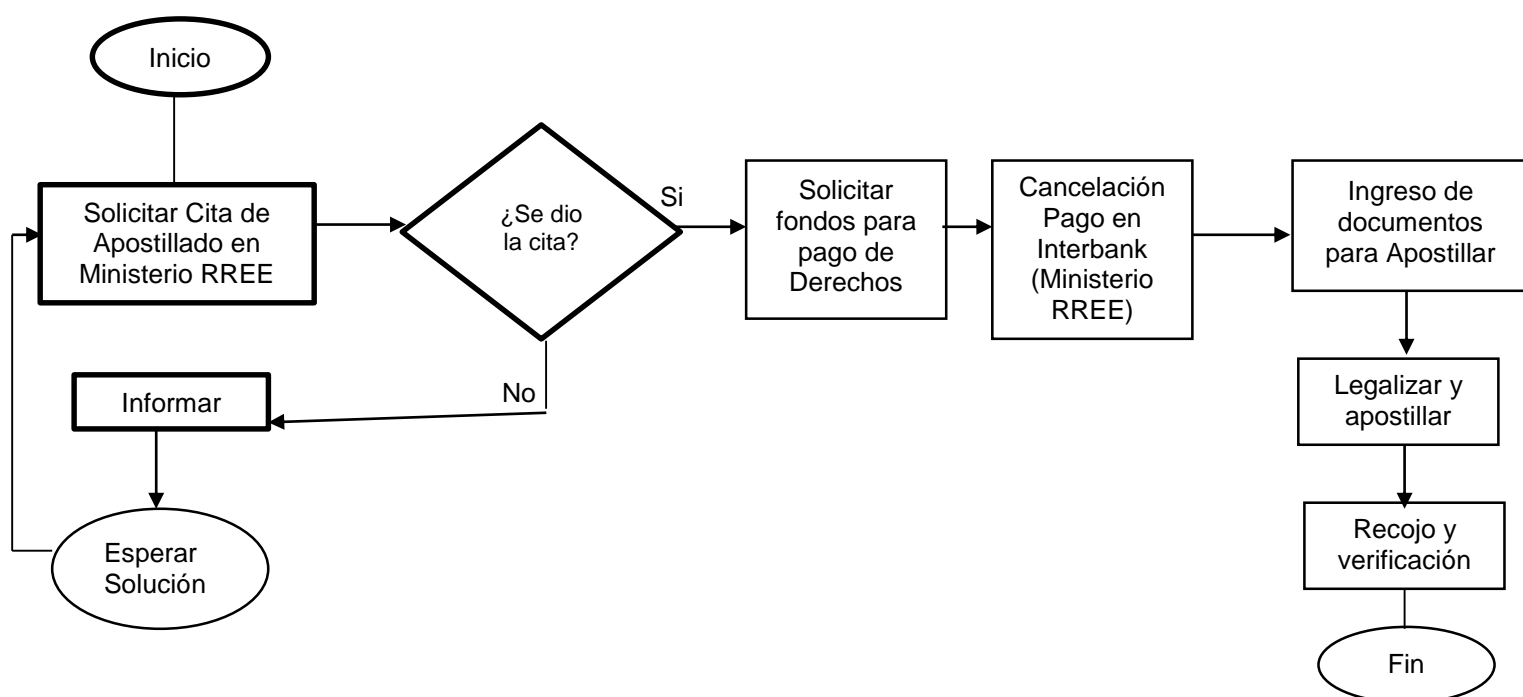 Inicio
Solicitar Cita de
Apostillado en
Ministerio RREE
¿Se dio
la cita?
Si
Solicitar
fondos para
pago de
Derechos
Cancelación
Pago en
Interbank
(Ministerio
RREE)
Ingreso de
documentos
para Apostillar
Informar
No
Legalizar y
apostillar
Esperar
Solución
Recojo y
verificación
Fin